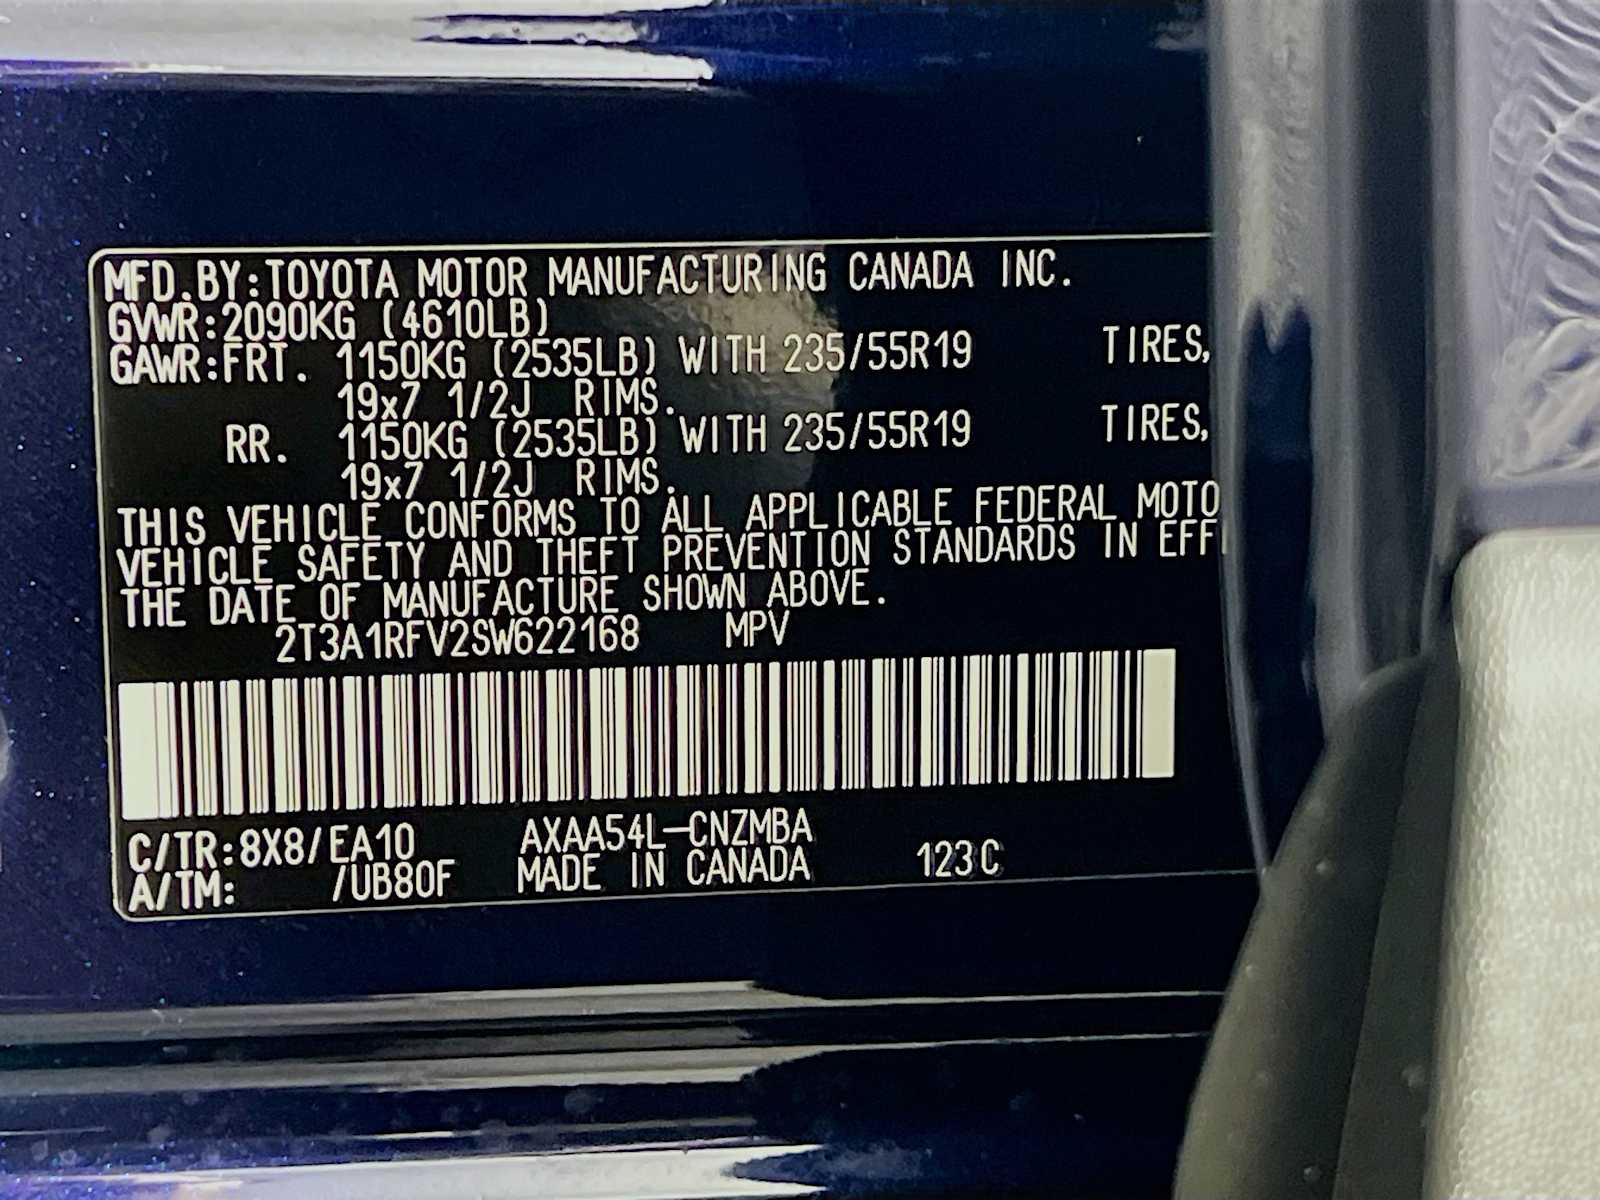 MFD.BY:TOYOTA MOTOR MANUFACTURING CANADA INC.
GVWR:2090KG (4610LB)
GAWR:FRT. 1150KG (2535LB) WITH 235/55R19 TIRES,
19x7 1/2J RIMS.
RR. 1150KG (2535LB) WITH 235/55R19 TIRES,
19x7 1/2J RIMS.
THIS VEHICLE CONFORMS TO ALL APPLICABLE FEDERAL MOTO
VEHICLE SAFETY AND THEFT PREVENTION STANDARDS IN EFF
THE DATE OF MANUFACTURE SHOWN ABOVE.
2T3A1RFV2SW622168 MPV
C/TR:8X8/EA10 AXAA54L-CNZMBA
A/TM: /UB80F MADE IN CANADA 123C